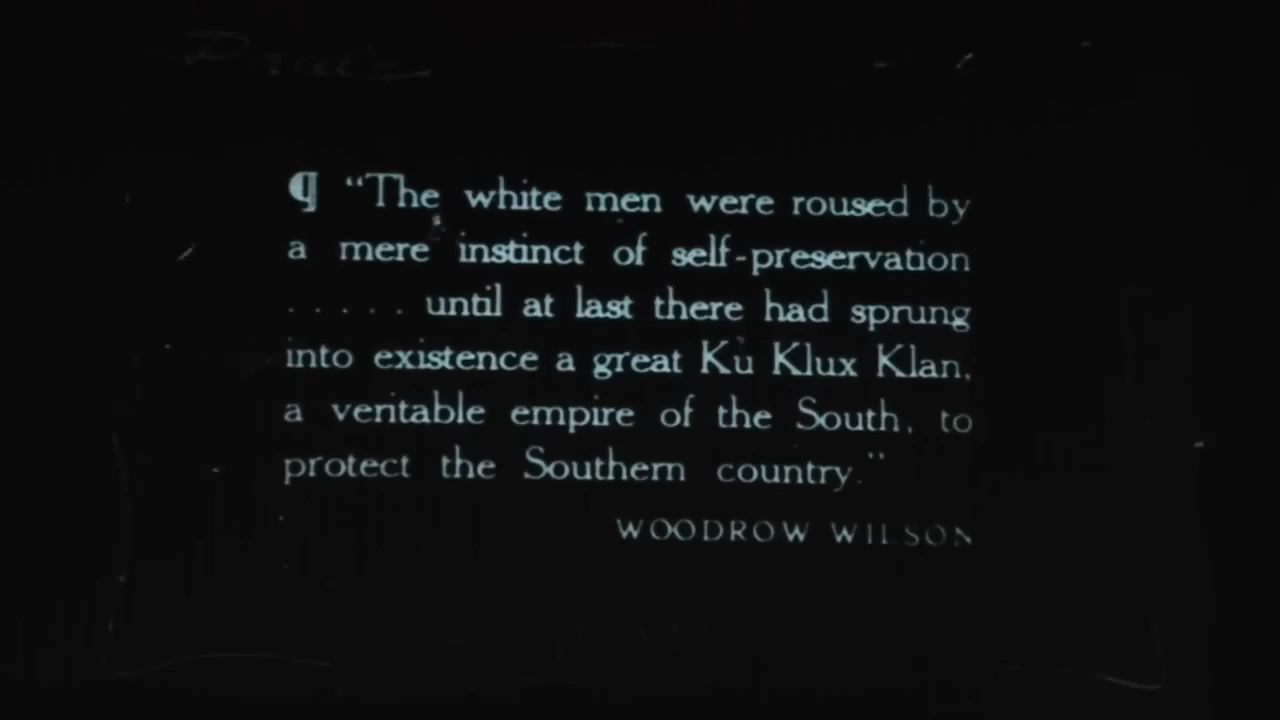 ¶ “The white men were roused by
a mere instinct of self-preservation
. . . . . until at last there had sprung
into existence a great Ku Klux Klan,
a veritable empire of the South, to
protect the Southern country.”
WOODROW WILSON